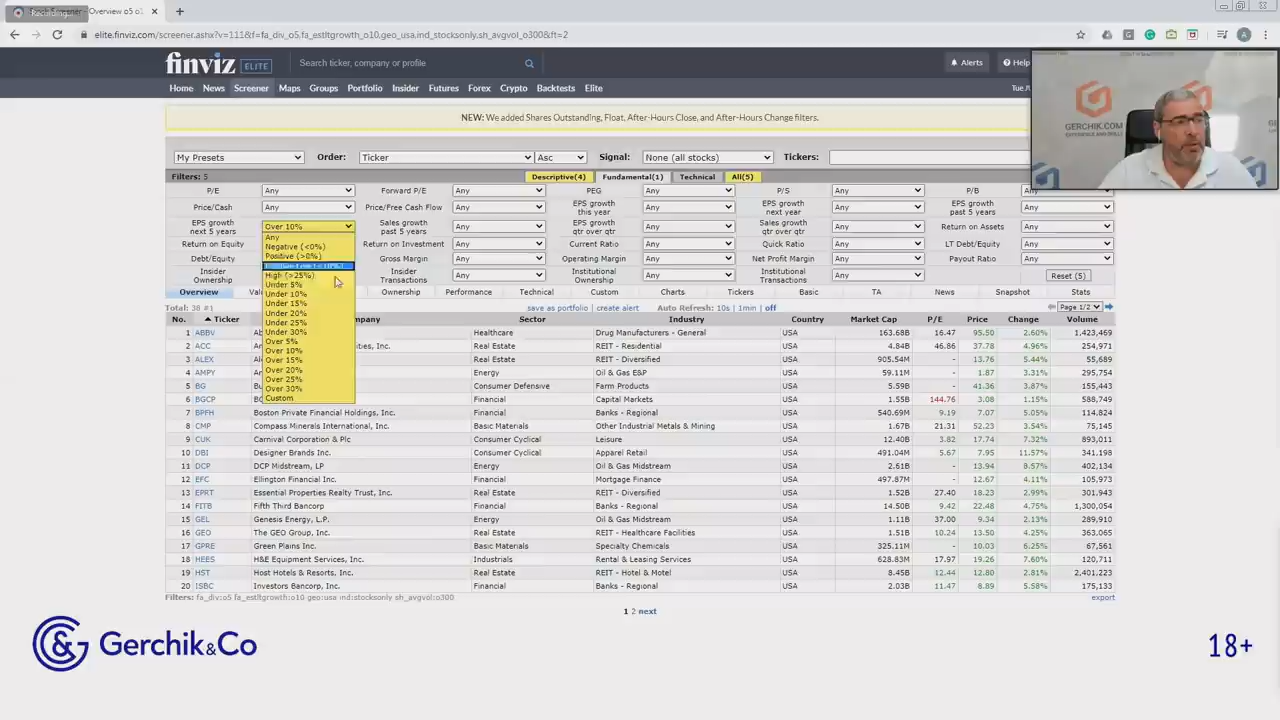 Recording...
Stock Screener - Overview o5 o1
elite.finviz.com/screener.ashx?v=111&f=fa_div_o5,fa_estltgrowth_o10,geo_usa,ind_stocksonly,sh_avgvol_o300&ft=2
finviz ELITE Search ticker, company or profile Alerts Help
Home News Screener Maps Groups Portfolio Insider Futures Forex Crypto Backtests Elite
NEW: We added Shares Outstanding, Float, After-Hours Close, and After-Hours Change filters.
GERCHIK.COM
My Presets Order: Ticker Asc Signal: None (all stocks) Tickers:
Filters: 5 Descriptive(4) Fundamental(1) Technical All(5)
P/E Any Forward P/E Any PEG Any P/S Any P/B Any
Price/Cash Any Price/Free Cash Flow Any EPS growth this year Any EPS growth next year Any EPS growth past 5 years Any
EPS growth next 5 years Over 10% Sales growth past 5 years Any EPS growth qtr over qtr Any Sales growth qtr over qtr Any Return on Assets Any
Return on Equity Return on Investment Any Current Ratio Any Quick Ratio Any LT Debt/Equity Any
Debt/Equity Gross Margin Any Operating Margin Any Net Profit Margin Any Payout Ratio Any
Insider Ownership Insider Transactions Any Institutional Ownership Any Institutional Transactions Any Reset (5)
Any
Negative (<0%)
Positive (>0%)
High (>25%)
Under 5%
Under 10%
Under 15%
Under 20%
Under 25%
Under 30%
Over 5%
Over 10%
Over 15%
Over 20%
Over 25%
Over 30%
Custom
Overview Ownership Performance Technical Custom Charts Tickers Basic TA News Snapshot Stats
Total: 38 #1 save as portfolio | create alert Auto Refresh: 10s | 1min | off Page 1/2
No. Ticker Sector Industry Country Market Cap P/E Price Change Volume
1 ABBV Healthcare Drug Manufacturers - General USA 163.68B 16.47 95.50 2.60% 1,423,469
2 ACC Real Estate REIT - Residential USA 4.84B 46.86 37.78 4.96% 254,971
3 ALEX Real Estate REIT - Diversified USA 905.54M - 13.76 5.44% 55,689
4 AMPY Energy Oil & Gas E&P USA 59.11M - 1.87 3.31% 295,754
5 BG Consumer Defensive Farm Products USA 5.59B - 41.36 3.87% 155,443
6 BGCP Financial Capital Markets USA 1.55B 144.76 3.08 1.15% 588,749
7 BPFH Boston Private Financial Holdings, Inc. Financial Banks - Regional USA 540.69M 9.19 7.07 5.05% 114,824
8 CMP Compass Minerals International, Inc. Basic Materials Other Industrial Metals & Mining USA 1.67B 21.31 52.23 3.54% 75,145
9 CUK Carnival Corporation & Plc Consumer Cyclical Leisure USA 12.40B 3.82 17.74 7.32% 893,011
10 DBI Designer Brands Inc. Consumer Cyclical Apparel Retail USA 491.04M 5.67 7.95 11.57% 341,198
11 DCP DCP Midstream, LP Energy Oil & Gas Midstream USA 2.61B - 13.94 8.57% 402,134
12 EFC Ellington Financial Inc. Financial Mortgage Finance USA 497.87M - 12.67 4.11% 105,973
13 EPRT Essential Properties Realty Trust, Inc. Real Estate REIT - Diversified USA 1.52B 27.40 18.23 2.99% 301,943
14 FITB Fifth Third Bancorp Financial Banks - Regional USA 14.50B 9.42 22.48 4.75% 1,300,054
15 GEL Genesis Energy, L.P. Energy Oil & Gas Midstream USA 1.11B 37.00 9.34 2.13% 289,910
16 GEO The GEO Group, Inc. Real Estate REIT - Healthcare Facilities USA 1.51B 10.24 13.50 4.25% 363,065
17 GPRE Green Plains Inc. Basic Materials Specialty Chemicals USA 325.11M - 10.03 6.25% 67,561
18 HEES H&E Equipment Services, Inc. Industrials Rental & Leasing Services USA 628.83M 17.97 19.26 7.60% 120,711
19 HST Host Hotels & Resorts, Inc. Real Estate REIT - Hotel & Motel USA 8.45B 12.44 12.80 2.81% 2,401,223
20 ISBC Investors Bancorp, Inc. Financial Banks - Regional USA 2.03B 11.47 8.89 5.58% 175,133
Filters: fa_div:o5 fa_estltgrowth:o10 geo:usa ind:stocksonly sh_avgvol:o300 export
1 2 next
Gerchik&Co 18+